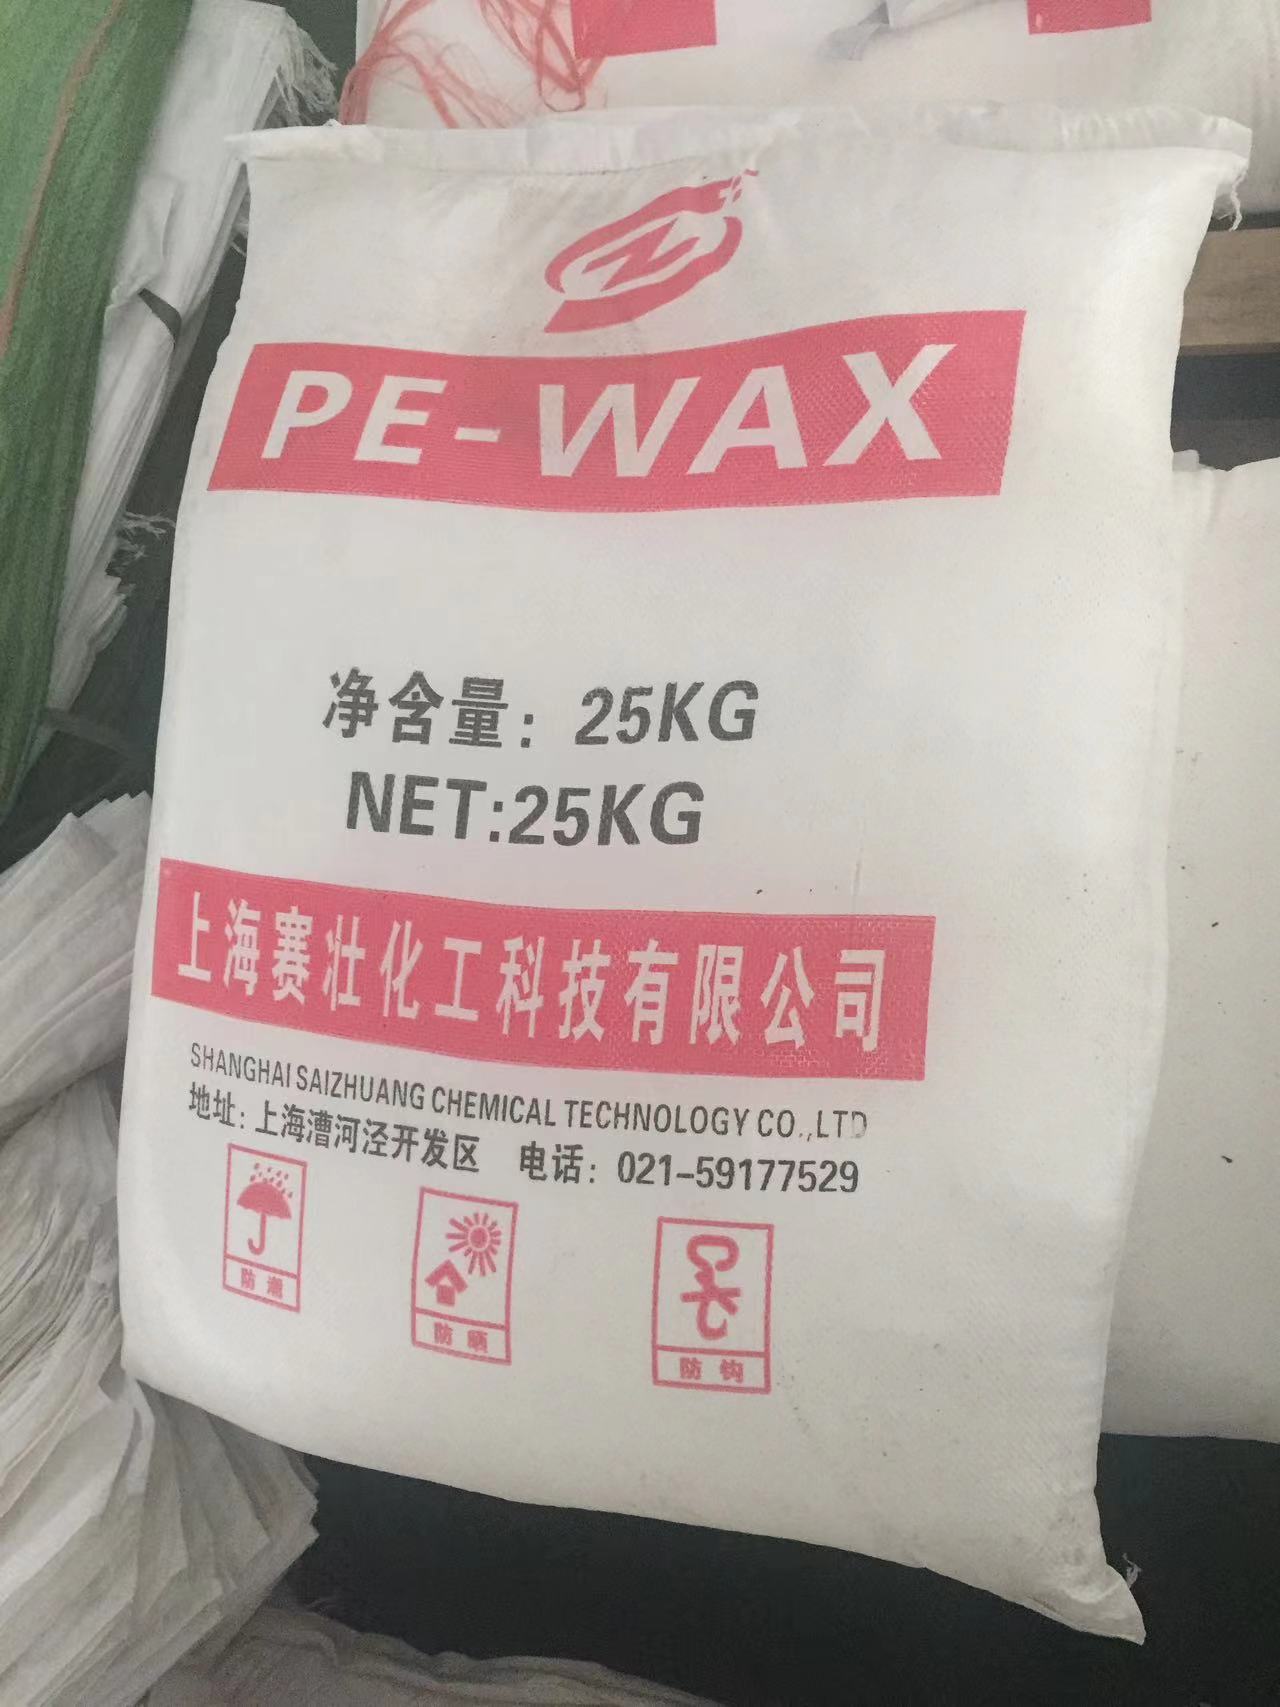 PE-WAX
净含量：25KG
NET:25KG
上海赛壮化工科技有限公司
SHANGHAI SAIZHUANG CHEMICAL TECHNOLOGY CO.,LTD
地址：上海漕河泾开发区 电话：021-59177529
防潮
防晒
防钩